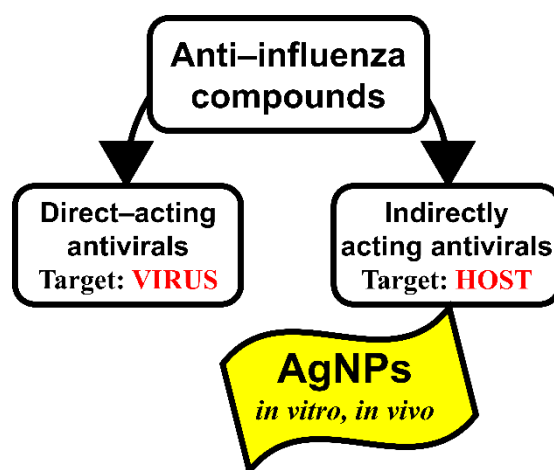 Anti–influenza
compounds
Direct–acting
antivirals
Target: VIRUS
Indirectly
acting antivirals
Target: HOST
AgNPs
in vitro, in vivo